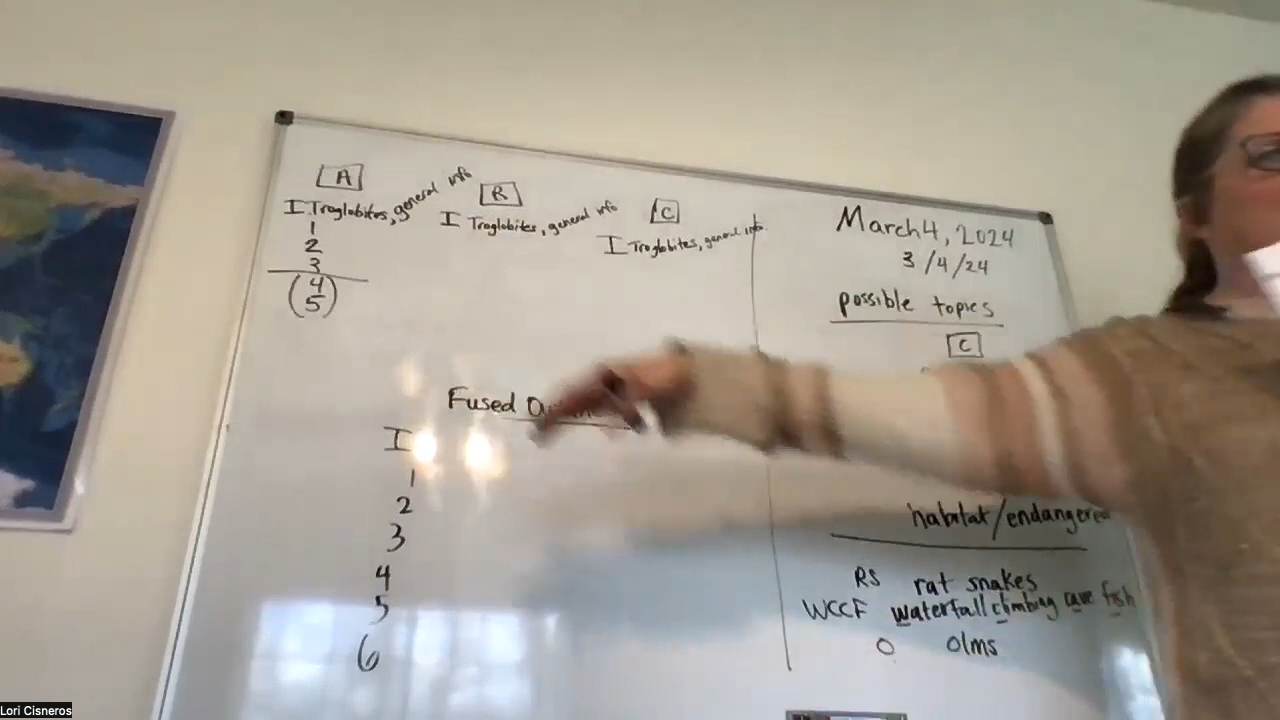 A
I Troglobites, general info
1
2
3
(4
5)
B
I Troglobites, general info
C
I Troglobites, general info
Fused
I
1
2
3
4
5
6
March 4, 2024
3/4/24
possible topics
C
habitat/endangered
RS rat snakes
WCCF waterfall climbing cave fish
O Olms
Lori Cisneros